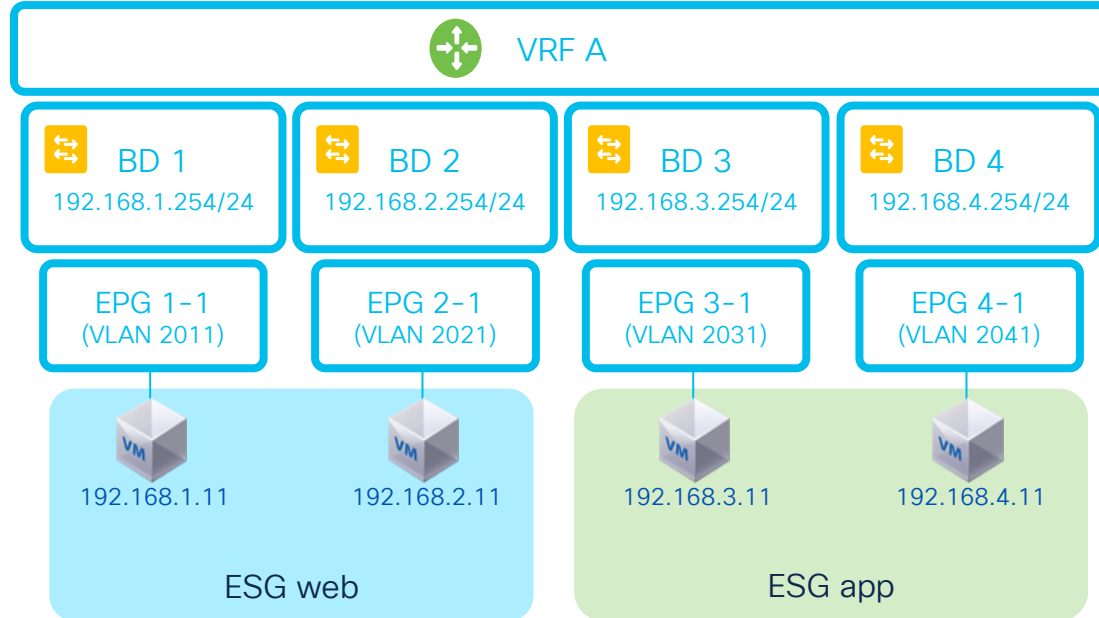 VRF A
BD 1
192.168.1.254/24
BD 2
192.168.2.254/24
BD 3
192.168.3.254/24
BD 4
192.168.4.254/24
EPG 1-1
(VLAN 2011)
EPG 2-1
(VLAN 2021)
EPG 3-1
(VLAN 2031)
EPG 4-1
(VLAN 2041)
VM
192.168.1.11
VM
192.168.2.11
VM
192.168.3.11
VM
192.168.4.11
ESG web
ESG app